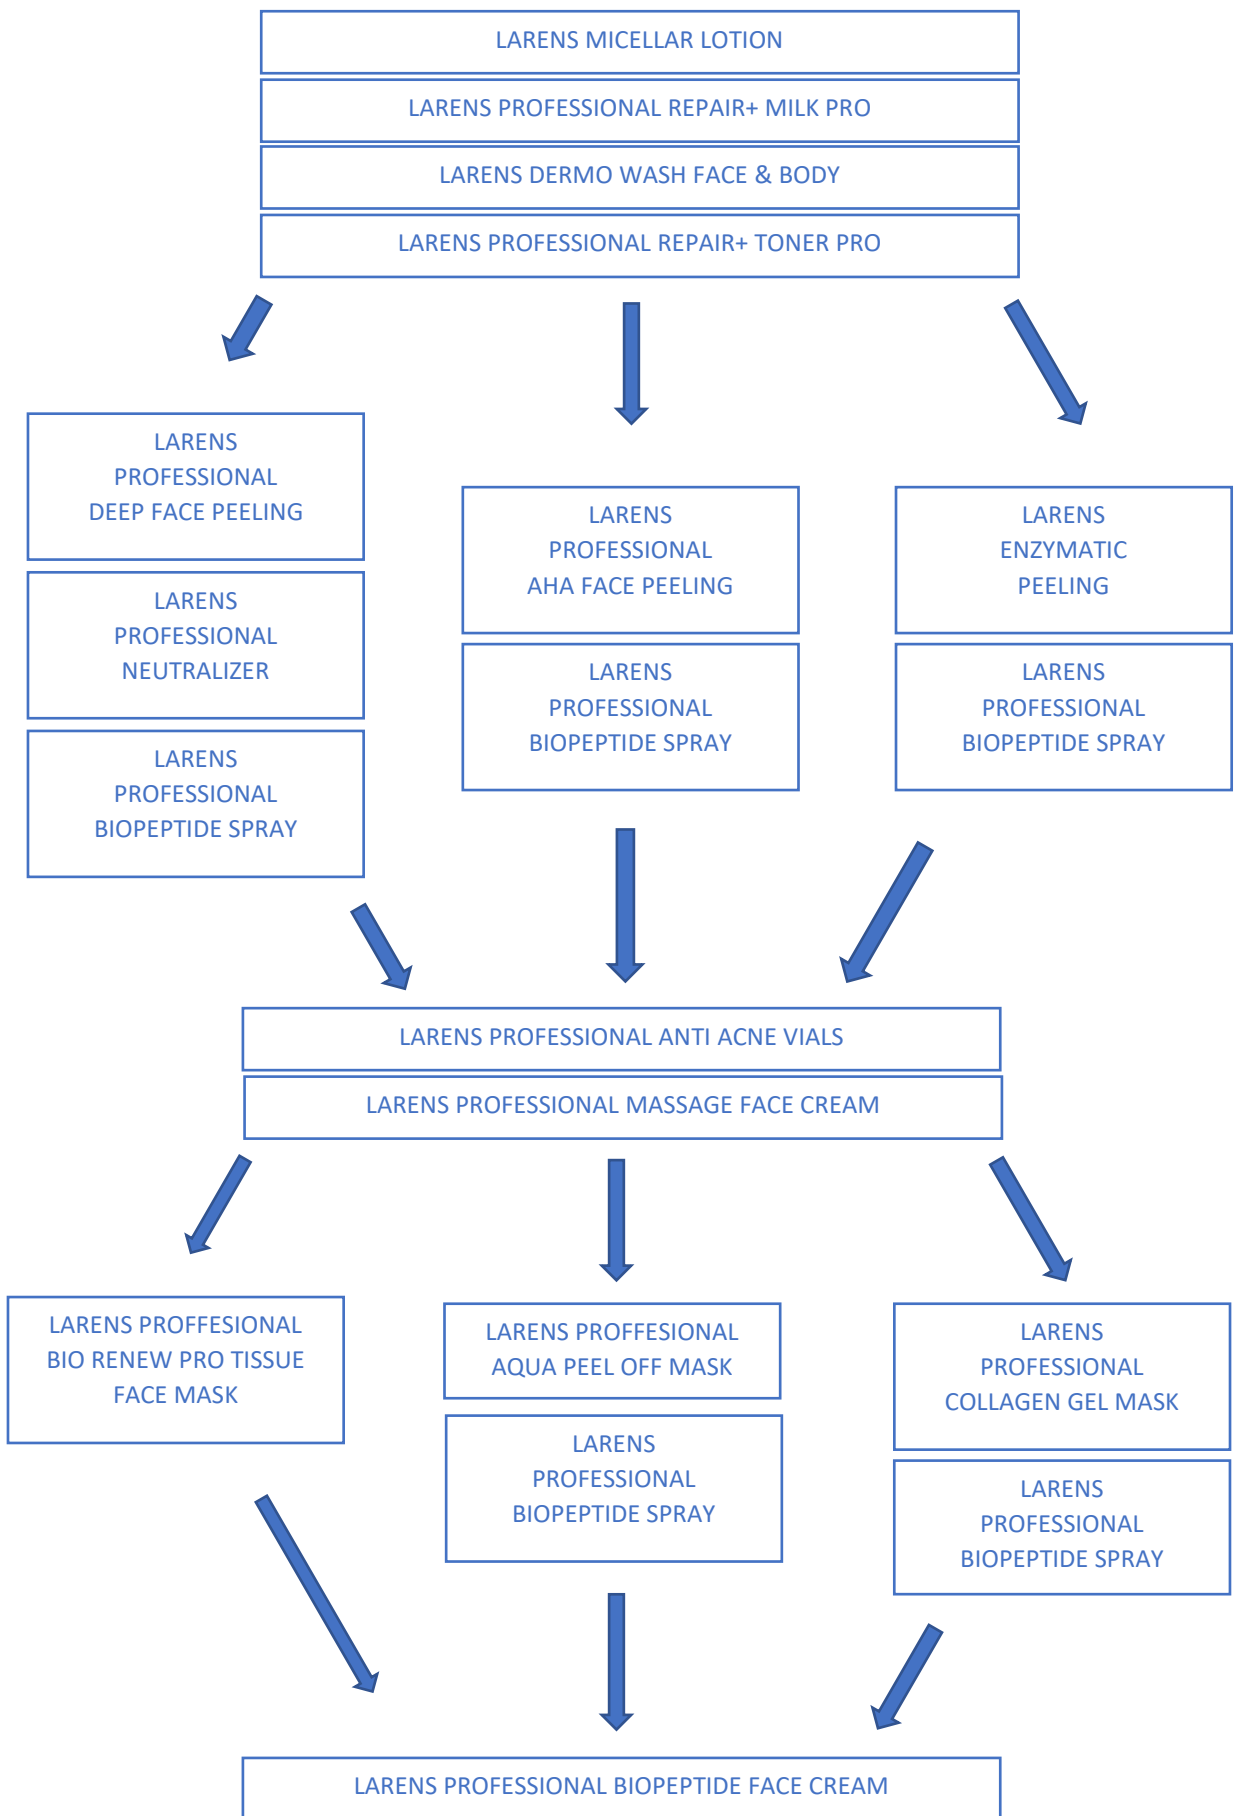 LARENS MICELLAR LOTION
LARENS PROFESSIONAL REPAIR+ MILK PRO
LARENS DERMO WASH FACE & BODY
LARENS PROFESSIONAL REPAIR+ TONER PRO
LARENS
PROFESSIONAL
DEEP FACE PEELING
LARENS
PROFESSIONAL
NEUTRALIZER
LARENS
PROFESSIONAL
BIOPEPTIDE SPRAY
LARENS
PROFESSIONAL
AHA FACE PEELING
LARENS
PROFESSIONAL
BIOPEPTIDE SPRAY
LARENS
ENZYMATIC
PEELING
LARENS
PROFESSIONAL
BIOPEPTIDE SPRAY
LARENS PROFESSIONAL ANTI ACNE VIALS
LARENS PROFESSIONAL MASSAGE FACE CREAM
LARENS PROFFESIONAL
BIO RENEW PRO TISSUE
FACE MASK
LARENS PROFFESIONAL
AQUA PEEL OFF MASK
LARENS
PROFESSIONAL
BIOPEPTIDE SPRAY
LARENS
PROFESSIONAL
COLLAGEN GEL MASK
LARENS
PROFESSIONAL
BIOPEPTIDE SPRAY
LARENS PROFESSIONAL BIOPEPTIDE FACE CREAM